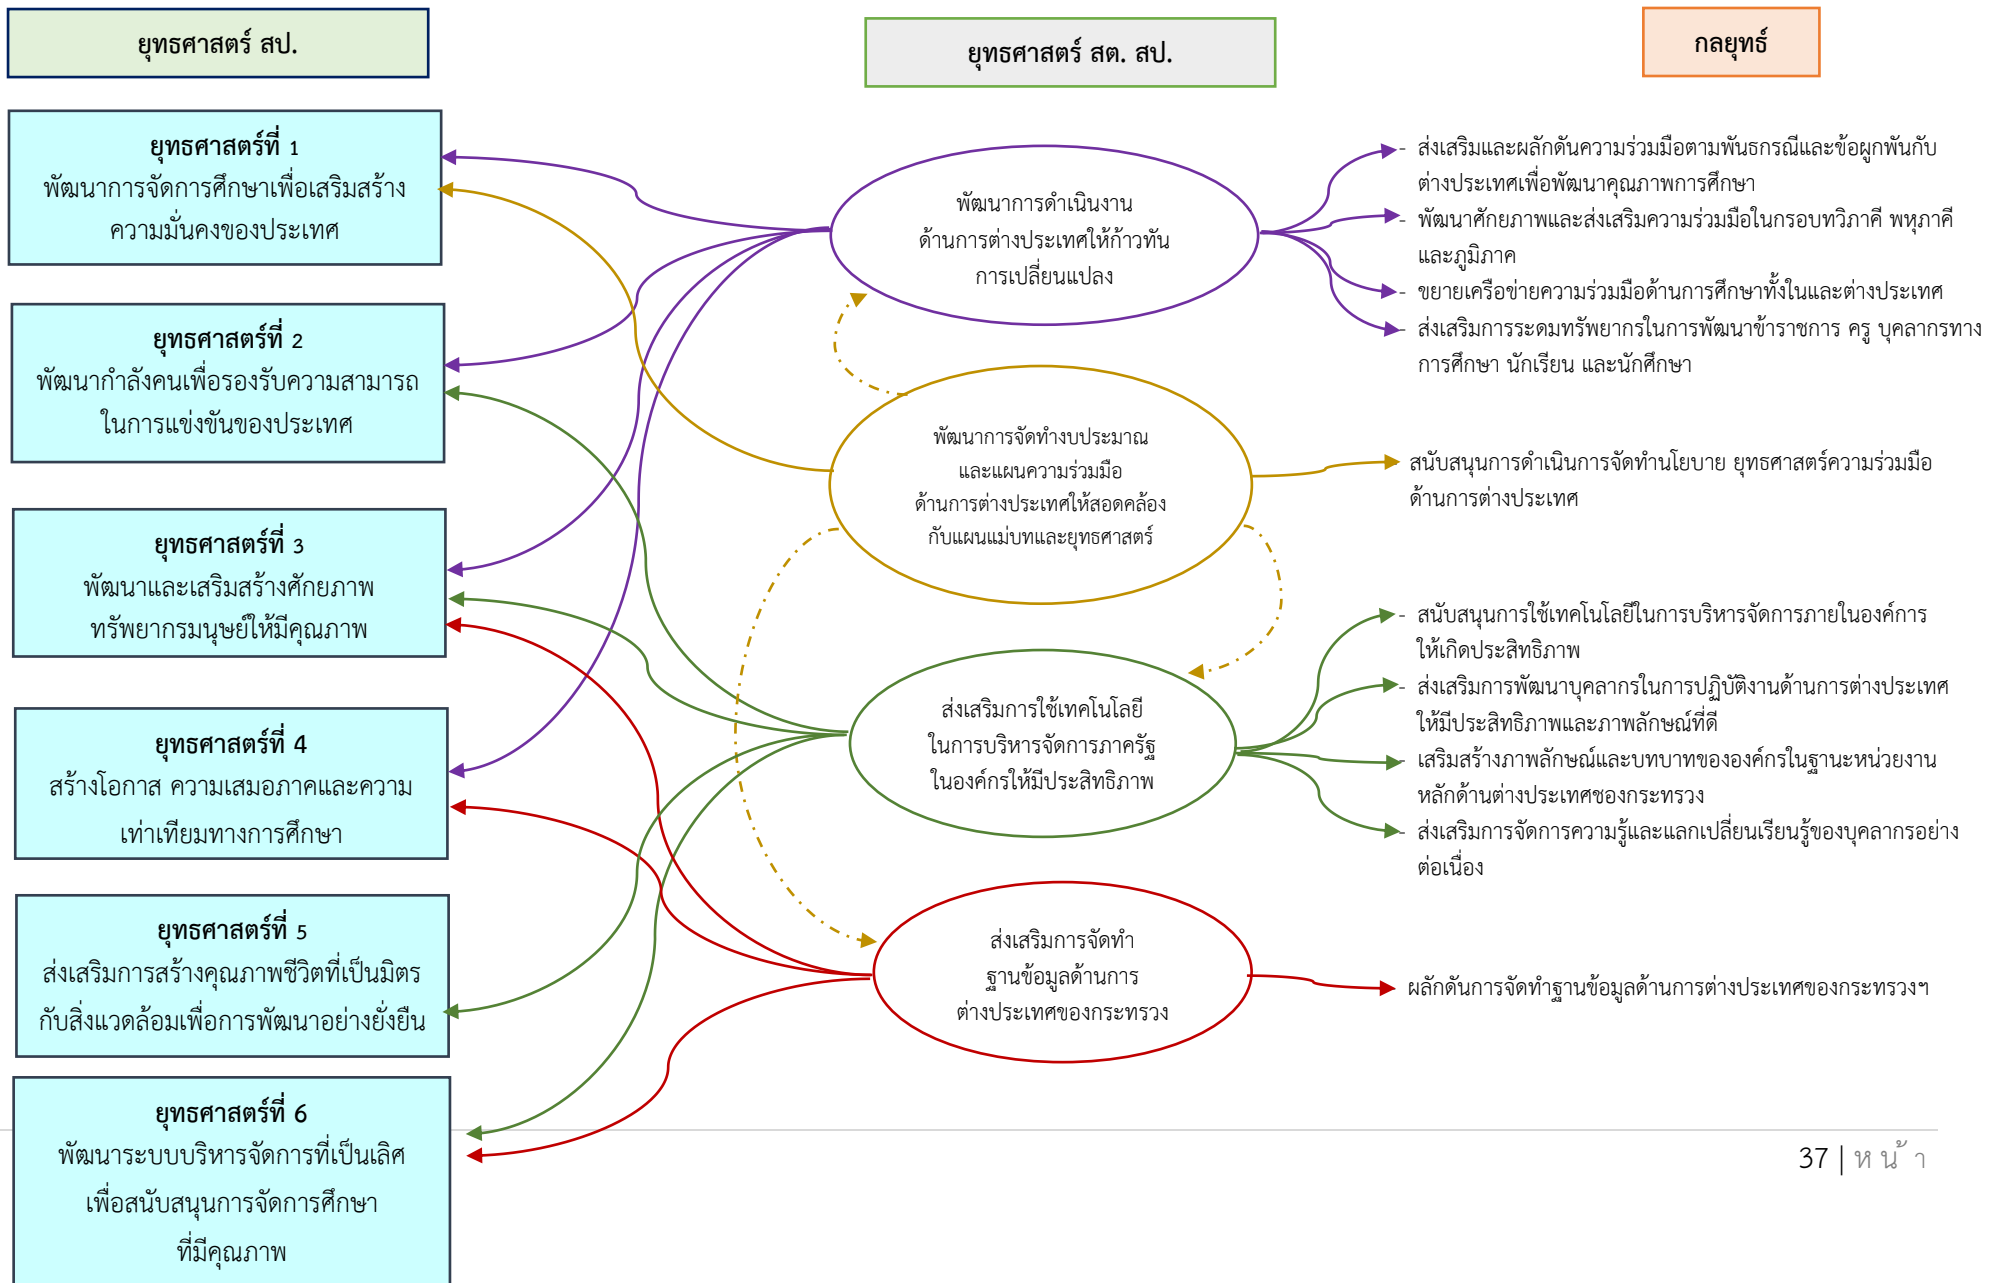 ยุทธศาสตร์ สป.
ยุทธศาสตร์ สต. สป.
กลยุทธ์
ยุทธศาสตร์ที่ 1
พัฒนาการจัดการศึกษาเพื่อเสริมสร้าง
ความมั่นคงของประเทศ
ยุทธศาสตร์ที่ 2
พัฒนากำลังคนเพื่อรองรับความสามารถ
ในการแข่งขันของประเทศ
ยุทธศาสตร์ที่ 3
พัฒนาและเสริมสร้างศักยภาพ
ทรัพยากรมนุษย์ให้มีคุณภาพ
ยุทธศาสตร์ที่ 4
สร้างโอกาส ความเสมอภาคและความ
เท่าเทียมทางการศึกษา
ยุทธศาสตร์ที่ 5
ส่งเสริมการสร้างคุณภาพชีวิตที่เป็นมิตร
กับสิ่งแวดล้อมเพื่อการพัฒนาอย่างยั่งยืน
ยุทธศาสตร์ที่ 6
พัฒนาระบบบริหารจัดการที่เป็นเลิศ
เพื่อสนับสนุนการจัดการศึกษา
ที่มีคุณภาพ
พัฒนาการดำเนินงาน
ด้านการต่างประเทศให้ก้าวทัน
การเปลี่ยนแปลง
พัฒนาการจัดทำงบประมาณ
และแผนความร่วมมือ
ด้านการต่างประเทศให้สอดคล้อง
กับแผนแม่บทและยุทธศาสตร์
ส่งเสริมการใช้เทคโนโลยี
ในการบริหารจัดการภาครัฐ
ในองค์กรให้มีประสิทธิภาพ
ส่งเสริมการจัดทำ
ฐานข้อมูลด้านการ
ต่างประเทศของกระทรวง
- ส่งเสริมและผลักดันความร่วมมือตามพันธกรณีและข้อผูกพันกับ
ต่างประเทศเพื่อพัฒนาคุณภาพการศึกษา
- พัฒนาศักยภาพและส่งเสริมความร่วมมือในกรอบทวิภาคี พหุภาคี
และภูมิภาค
- ขยายเครือข่ายความร่วมมือด้านการศึกษาทั้งในและต่างประเทศ
- ส่งเสริมการระดมทรัพยากรในการพัฒนาข้าราชการ ครู บุคลากรทาง
การศึกษา นักเรียน และนักศึกษา
สนับสนุนการดำเนินการจัดทำนโยบาย ยุทธศาสตร์ความร่วมมือ
ด้านการต่างประเทศ
- สนับสนุนการใช้เทคโนโลยีในการบริหารจัดการภายในองค์การ
ให้เกิดประสิทธิภาพ
- ส่งเสริมการพัฒนาบุคลากรในการปฏิบัติงานด้านการต่างประเทศ
ให้มีประสิทธิภาพและภาพลักษณ์ที่ดี
- เสริมสร้างภาพลักษณ์และบทบาทขององค์กรในฐานะหน่วยงาน
หลักด้านต่างประเทศชองกระทรวง
- ส่งเสริมการจัดการความรู้และแลกเปลี่ยนเรียนรู้ของบุคลากรอย่าง
ต่อเนื่อง
ผลักดันการจัดทำฐานข้อมูลด้านการต่างประเทศของกระทรวงฯ
37 | หน้า